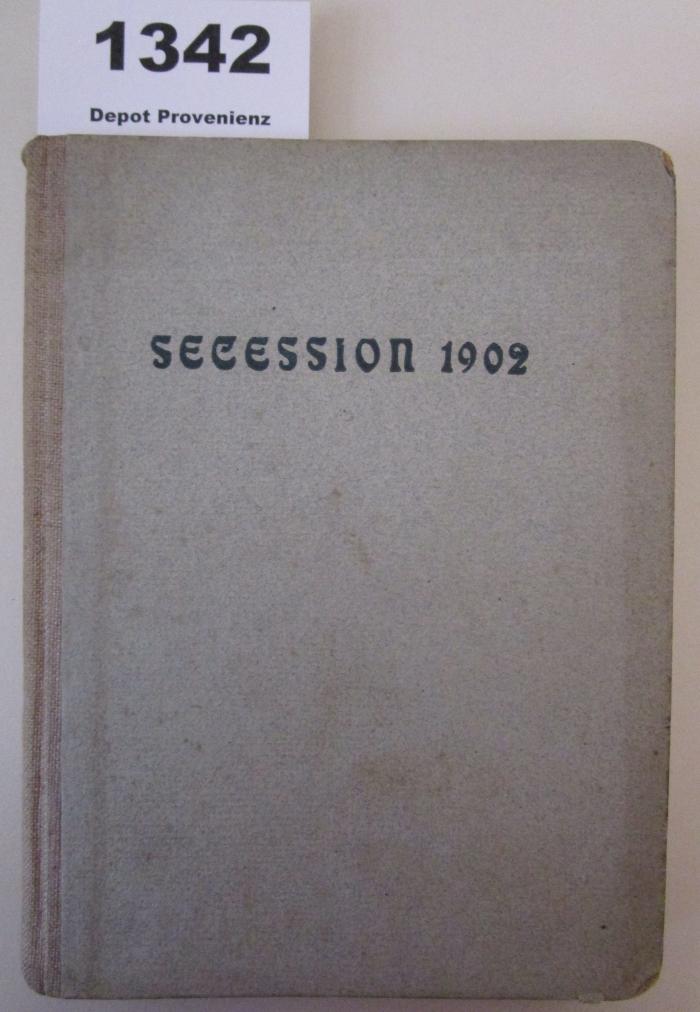 1342
Depot Provenienz
SECESSION 1902